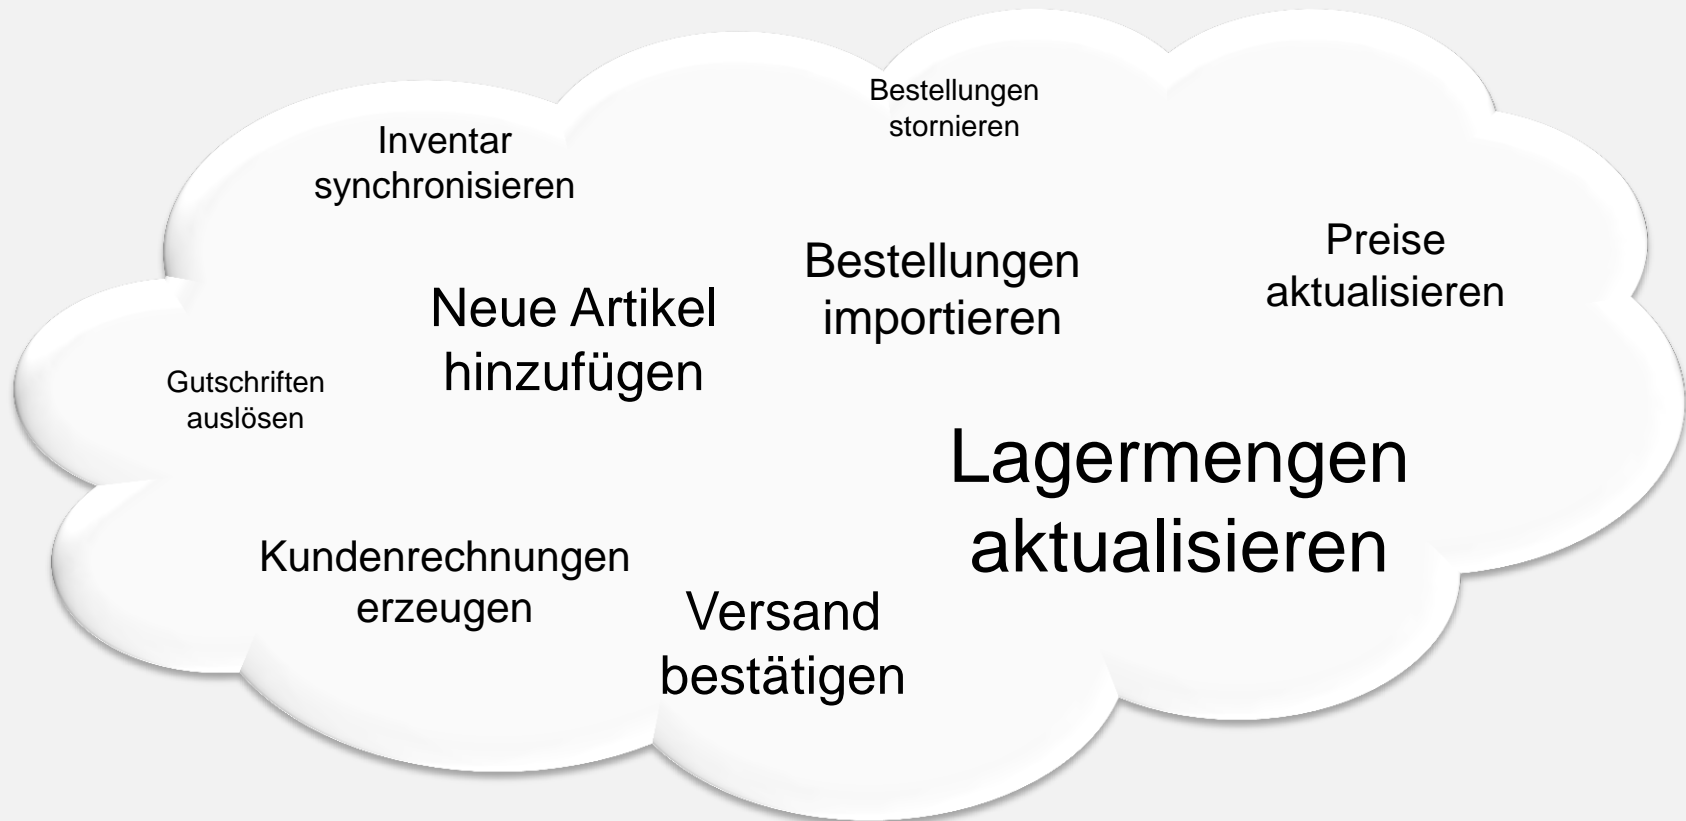 Bestellungen
stornieren
Inventar
synchronisieren
Preise
aktualisieren
Bestellungen
importieren
Neue Artikel
hinzufügen
Gutschriften
auslösen
Lagermengen
aktualisieren
Kundenrechnungen
erzeugen
Versand
bestätigen